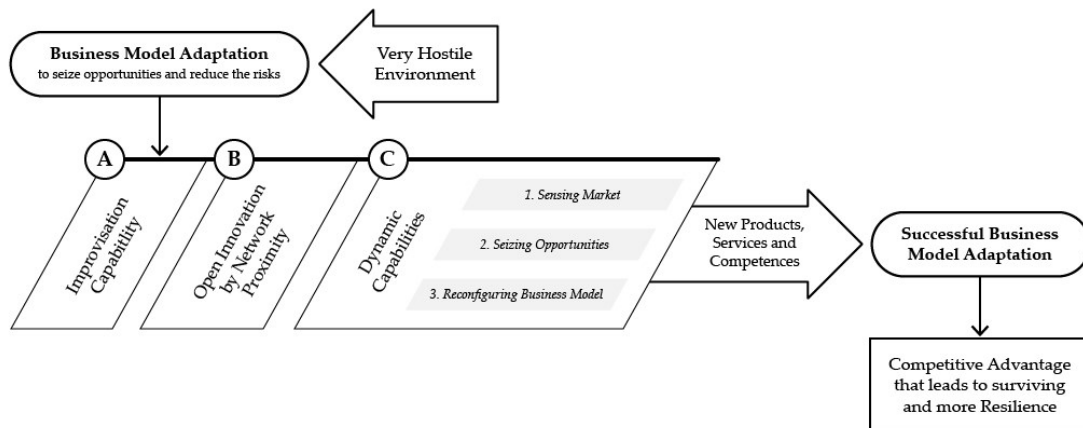 Business Model Adaptation
to seize opportunities and reduce the risks
Very Hostile
Environment
A
B
C
Improvisation
Capabitlity
Open Innovation
by Network
Proximity
Dynamic
Capabilities
1. Sensing Market
2. Seizing Opportunities
3. Reconfiguring Business Model
New Products,
Services and
Competences
Successful Business
Model Adaptation
Competitive Advantage
that leads to surviving
and more Resilience